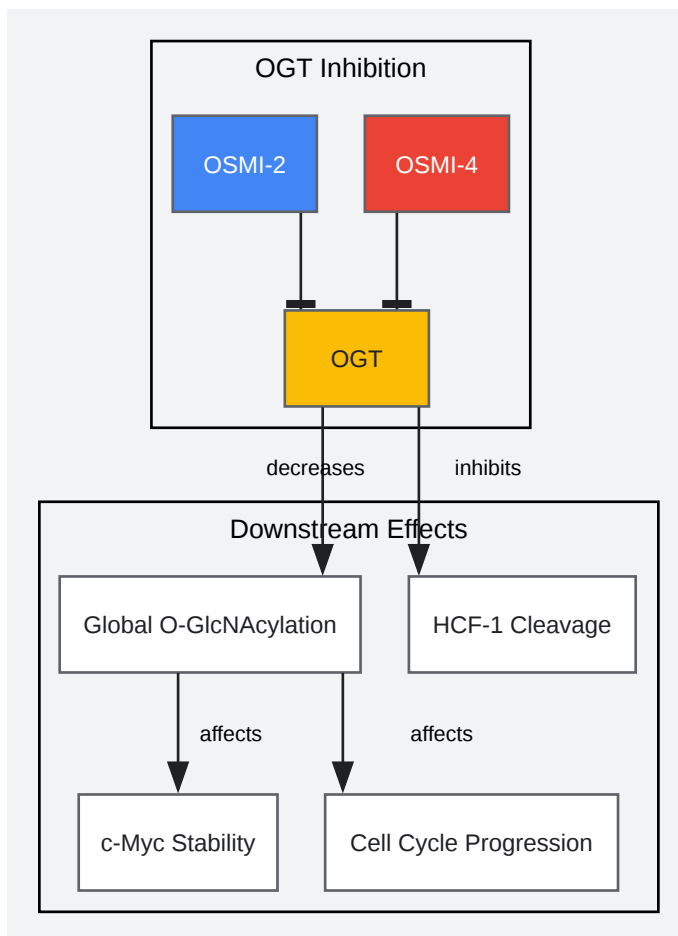 OGT Inhibition
OSMI-2
OSMI-4
OGT
decreases
inhibits
Downstream Effects
Global O-GlcNAcylation
HCF-1 Cleavage
affects
affects
c-Myc Stability
Cell Cycle Progression